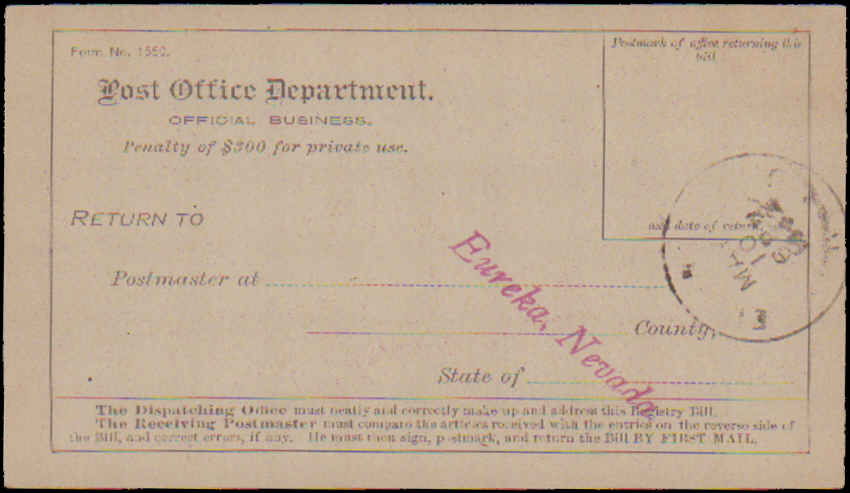 Form No. 1550.
Postmark of office returning this
bill
Post Office Department.
OFFICIAL BUSINESS.
Penalty of $300 for private use.
and date of return.
RETURN TO
MA
10
Eureka, Nevada
Postmaster at
County,
State of
The Dispatching Office must neatly and correctly make up and address this Registry Bill.
The Receiving Postmaster must compare the articles received with the entries on the reverse side of
the Bill, and correct errors, if any. He must then sign, postmark, and return the Bill BY FIRST MAIL.